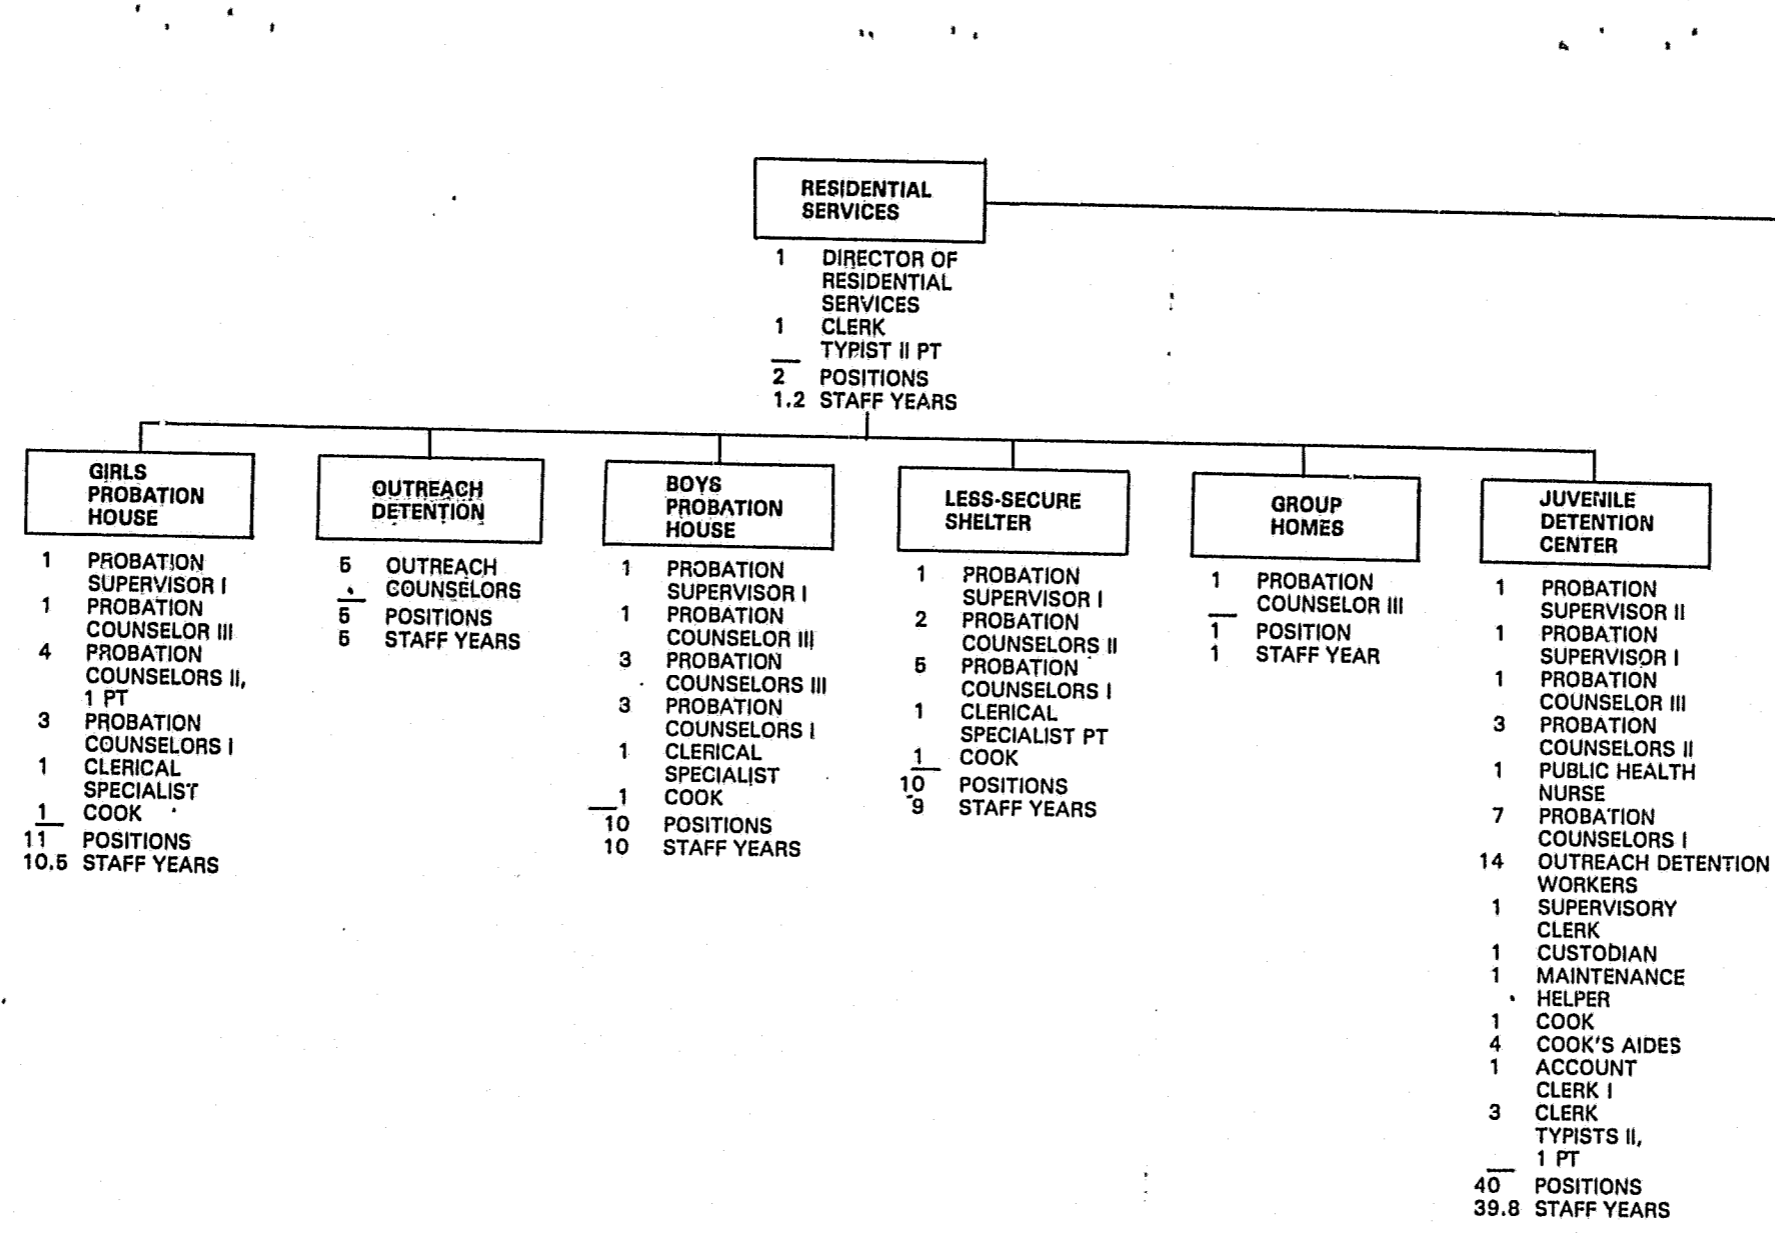 RESIDENTIAL
SERVICES
1 DIRECTOR OF
RESIDENTIAL
SERVICES
1 CLERK
TYPIST II PT
2 POSITIONS
1.2 STAFF YEARS
GIRLS
PROBATION
HOUSE
1 PROBATION
SUPERVISOR I
1 PROBATION
COUNSELOR III
4 PROBATION
COUNSELORS II,
1 PT
3 PROBATION
COUNSELORS I
1 CLERICAL
SPECIALIST
1 COOK
11 POSITIONS
10.5 STAFF YEARS
OUTREACH
DETENTION
5 OUTREACH
COUNSELORS
5 POSITIONS
5 STAFF YEARS
BOYS
PROBATION
HOUSE
1 PROBATION
SUPERVISOR I
1 PROBATION
COUNSELOR III
3 PROBATION
COUNSELORS III
3 PROBATION
COUNSELORS I
1 CLERICAL
SPECIALIST
1 COOK
10 POSITIONS
10 STAFF YEARS
LESS-SECURE
SHELTER
1 PROBATION
SUPERVISOR I
2 PROBATION
COUNSELORS II
5 PROBATION
COUNSELORS I
1 CLERICAL
SPECIALIST PT
1 COOK
10 POSITIONS
9 STAFF YEARS
GROUP
HOMES
1 PROBATION
COUNSELOR III
1 POSITION
1 STAFF YEAR
JUVENILE
DETENTION
CENTER
1 PROBATION
SUPERVISOR II
1 PROBATION
SUPERVISOR I
1 PROBATION
COUNSELOR III
3 PROBATION
COUNSELORS II
1 PUBLIC HEALTH
NURSE
7 PROBATION
COUNSELORS I
14 OUTREACH DETENTION
WORKERS
1 SUPERVISORY
CLERK
1 CUSTODIAN
1 MAINTENANCE
HELPER
1 COOK
4 COOK'S AIDES
1 ACCOUNT
CLERK I
3 CLERK
TYPISTS II,
1 PT
40 POSITIONS
39.8 STAFF YEARS